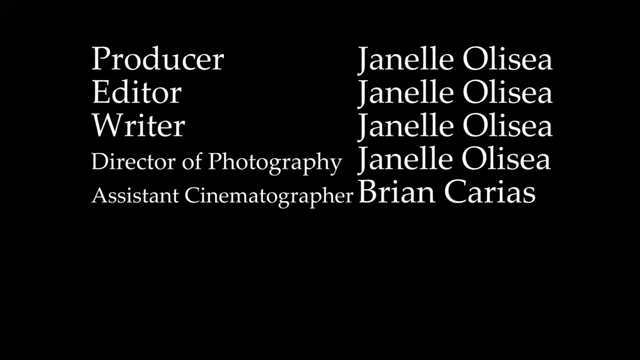 Producer Janelle Olisea
Editor Janelle Olisea
Writer Janelle Olisea
Director of Photography Janelle Olisea
Assistant Cinematographer Brian Carias